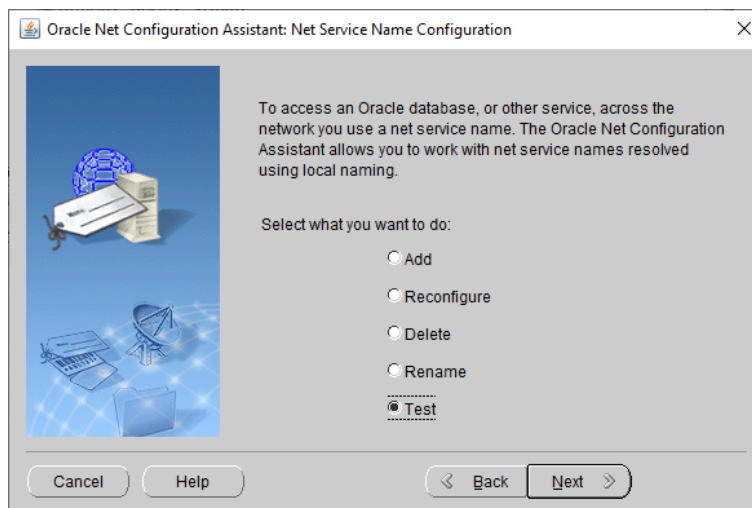 Oracle Net Configuration Assistant: Net Service Name Configuration
To access an Oracle database, or other service, across the
network you use a net service name. The Oracle Net Configuration
Assistant allows you to work with net service names resolved
using local naming.
Select what you want to do:
Add
Reconfigure
Delete
Rename
Test
Cancel
Help
Back
Next